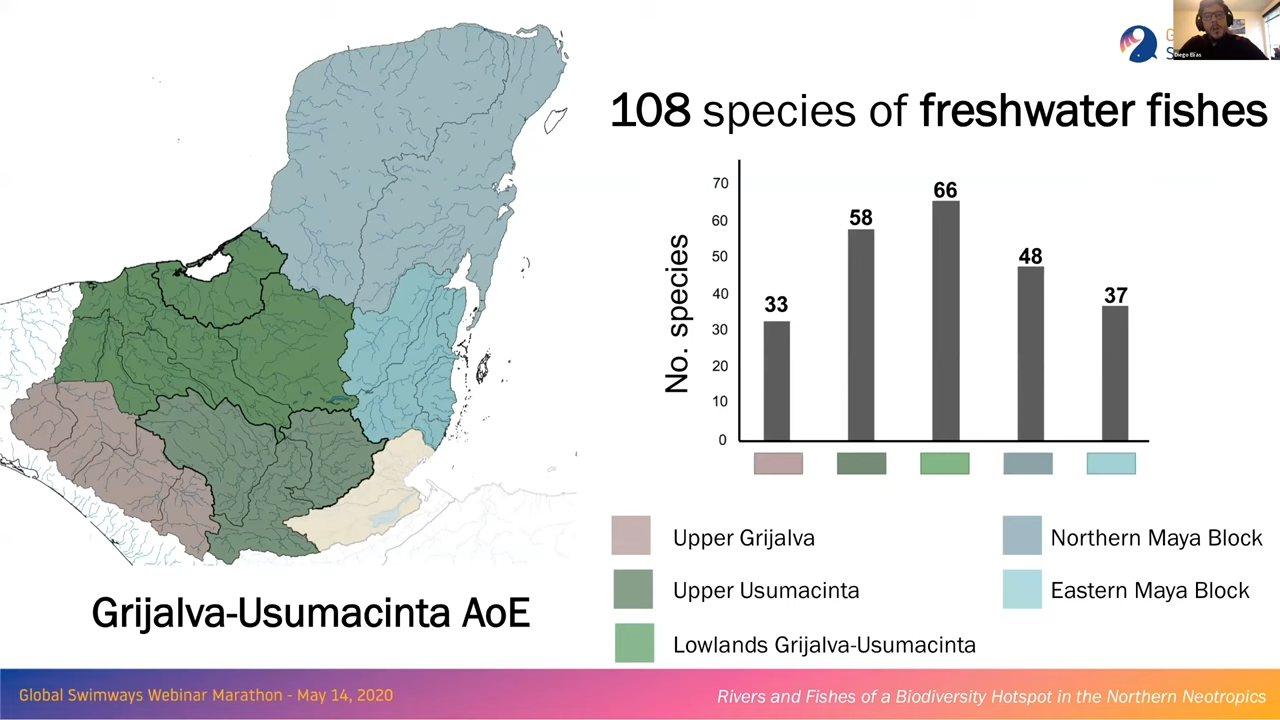 Diego Elías
108 species of freshwater fishes
No. species
70
60
50
40
30
20
10
0
33
58
66
48
37
Upper Grijalva
Upper Usumacinta
Lowlands Grijalva-Usumacinta
Northern Maya Block
Eastern Maya Block
Grijalva-Usumacinta AoE
Global Swimways Webinar Marathon - May 14, 2020
Rivers and Fishes of a Biodiversity Hotspot in the Northern Neotropics